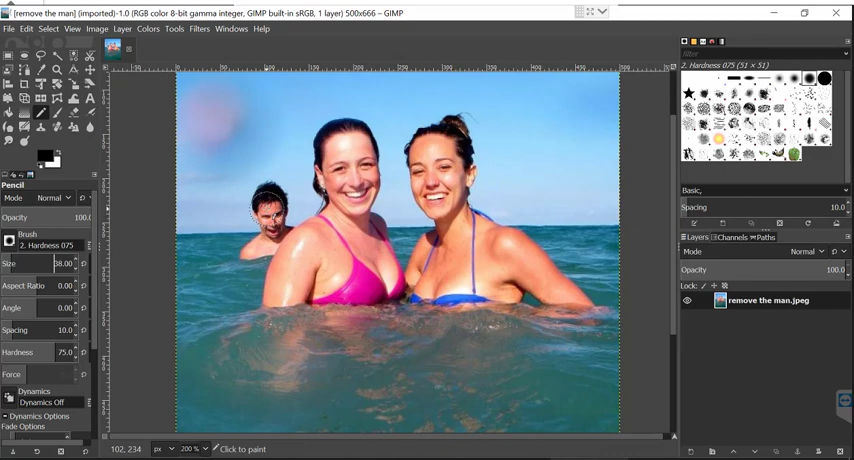 [remove the man] (imported)-1.0 (RGB color 8-bit gamma integer, GIMP built-in sRGB, 1 layer) 500x666 – GIMP
File Edit Select View Image Layer Colors Tools Filters Windows Help
filter
2. Hardness 075 (51 × 51)
Pencil
Mode Normal
Opacity 100.0
Brush
2. Hardness 075
Size 38.00
Aspect Ratio 0.00
Angle 0.00
Spacing 10.0
Hardness 75.0
Force
Dynamics
Dynamics Off
Dynamics Options
Fade Options
Basic,
Spacing 10.0
Layers Channels Paths
Mode Normal
Opacity 100.0
Lock:
remove the man.jpeg
102, 234 px 200 % Click to paint